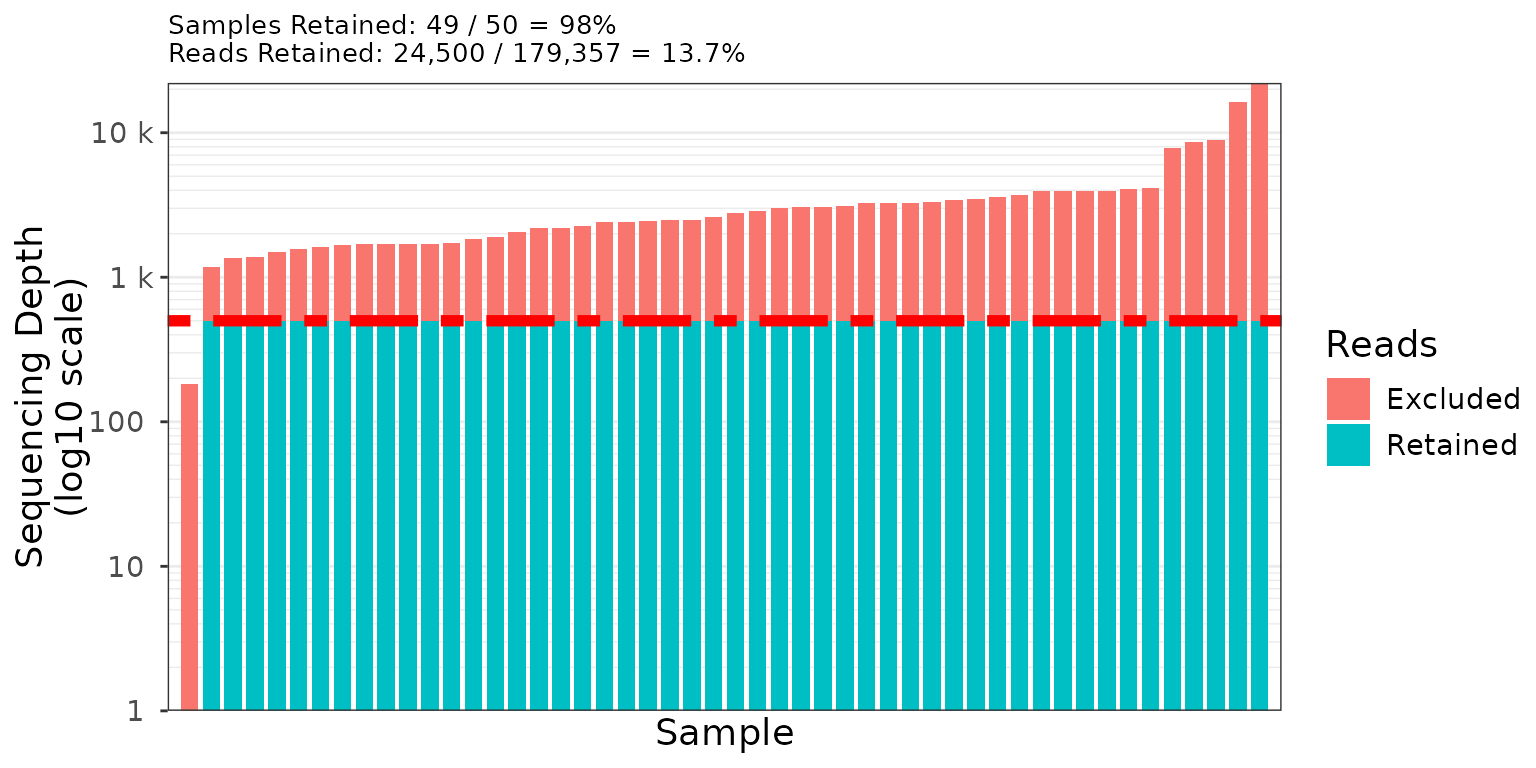 Samples Retained: 49 / 50 = 98%
Reads Retained: 24,500 / 179,357 = 13.7%
Sequencing Depth
(log10 scale)
10 k
1 k
100
10
1
Sample
Reads
Excluded
Retained